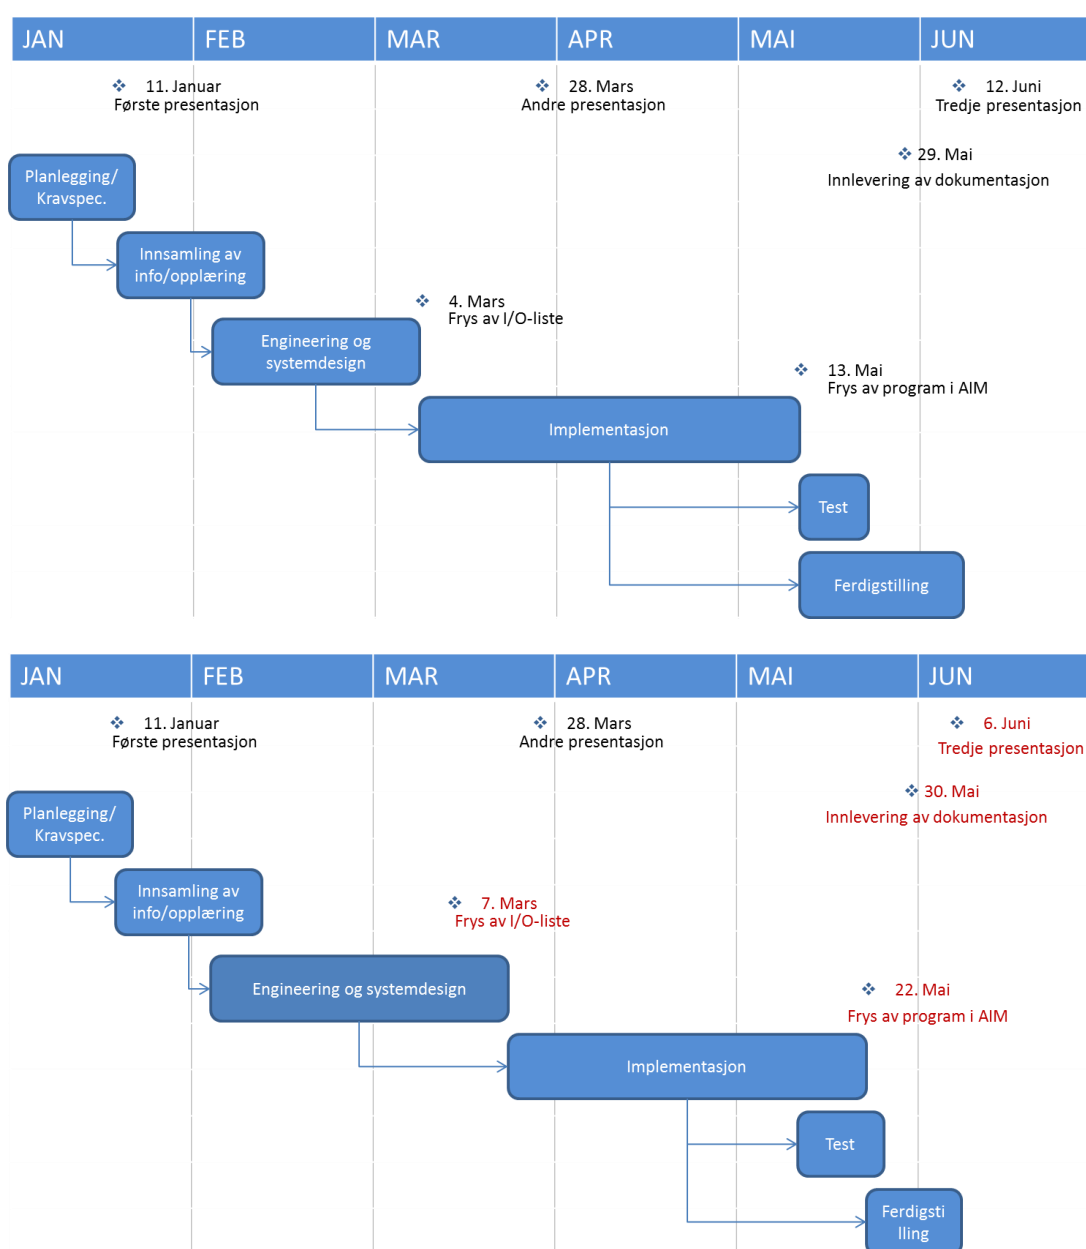 JAN FEB MAR APR MAI JUN
11. Januar
Første presentasjon
28. Mars
Andre presentasjon
12. Juni
Tredje presentasjon
29. Mai
Innlevering av dokumentasjon
Planlegging/
Kravspec.
Innsamling av
info/opplæring
4. Mars
Frys av I/O-liste
Engineering og
systemdesign
13. Mai
Frys av program i AIM
Implementasjon
Test
Ferdigstilling
JAN FEB MAR APR MAI JUN
11. Januar
Første presentasjon
28. Mars
Andre presentasjon
6. Juni
Tredje presentasjon
30. Mai
Innlevering av dokumentasjon
Planlegging/
Kravspec.
Innsamling av
info/opplæring
7. Mars
Frys av I/O-liste
Engineering og systemdesign
22. Mai
Frys av program i AIM
Implementasjon
Test
Ferdigsti
lling